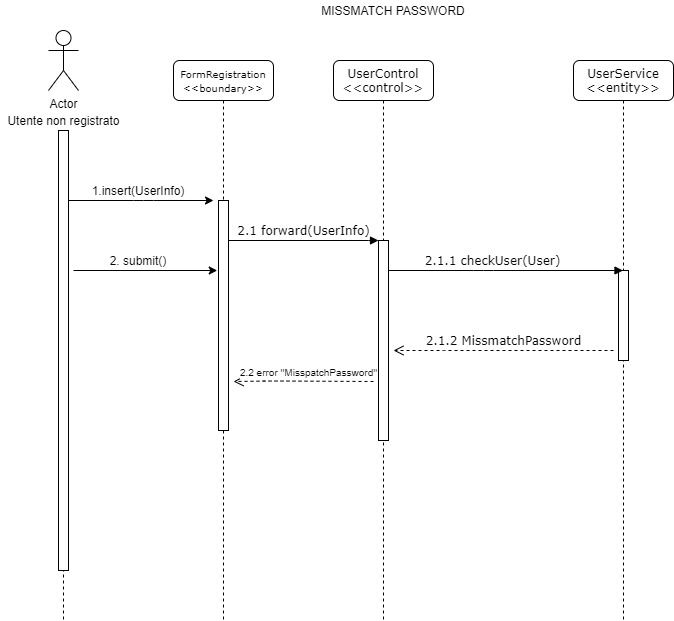 MISSMATCH PASSWORD
Actor
Utente non registrato
FormRegistration
<<boundary>>
UserControl
<<control>>
UserService
<<entity>>
1.insert(UserInfo)
2.1 forward(UserInfo)
2. submit()
2.1.1 checkUser(User)
2.1.2 MissmatchPassword
2.2 error "MisspatchPassword"